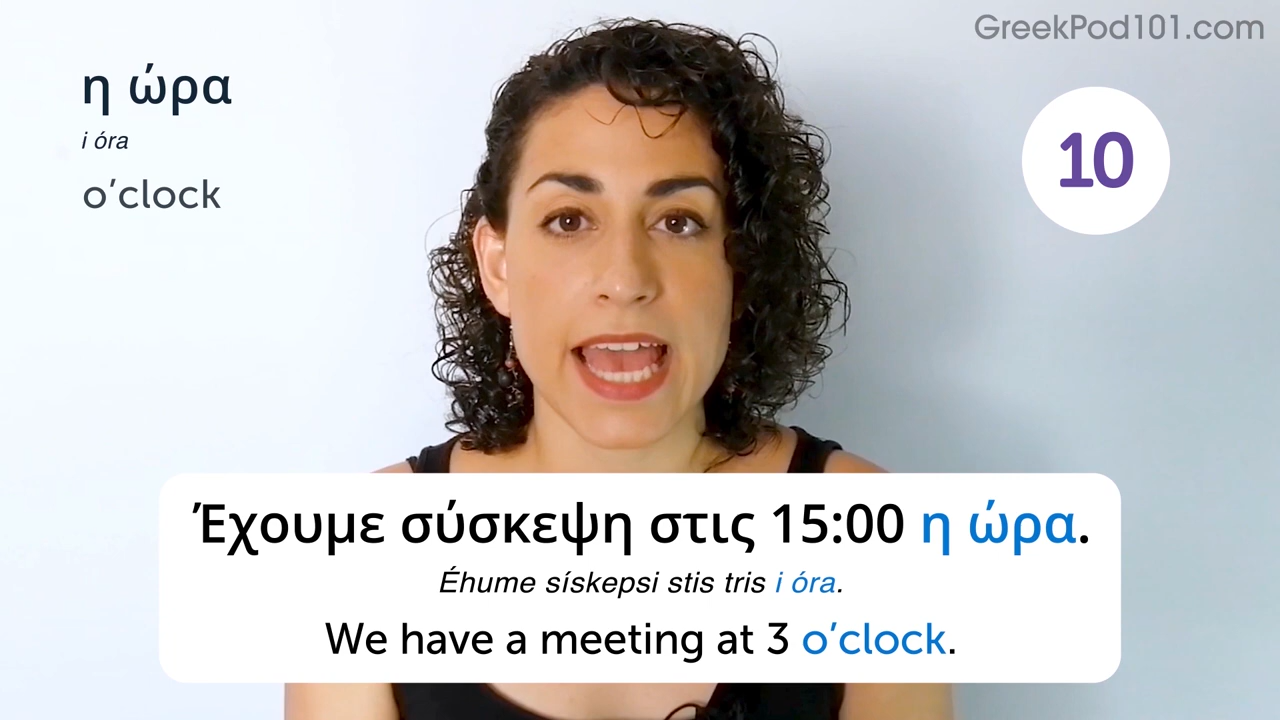 GreekPod101.com
η ώρα
i óra
o’clock
10
Έχουμε σύσκεψη στις 15:00 η ώρα.
Éhume sískepsi stis tris i óra.
We have a meeting at 3 o’clock.